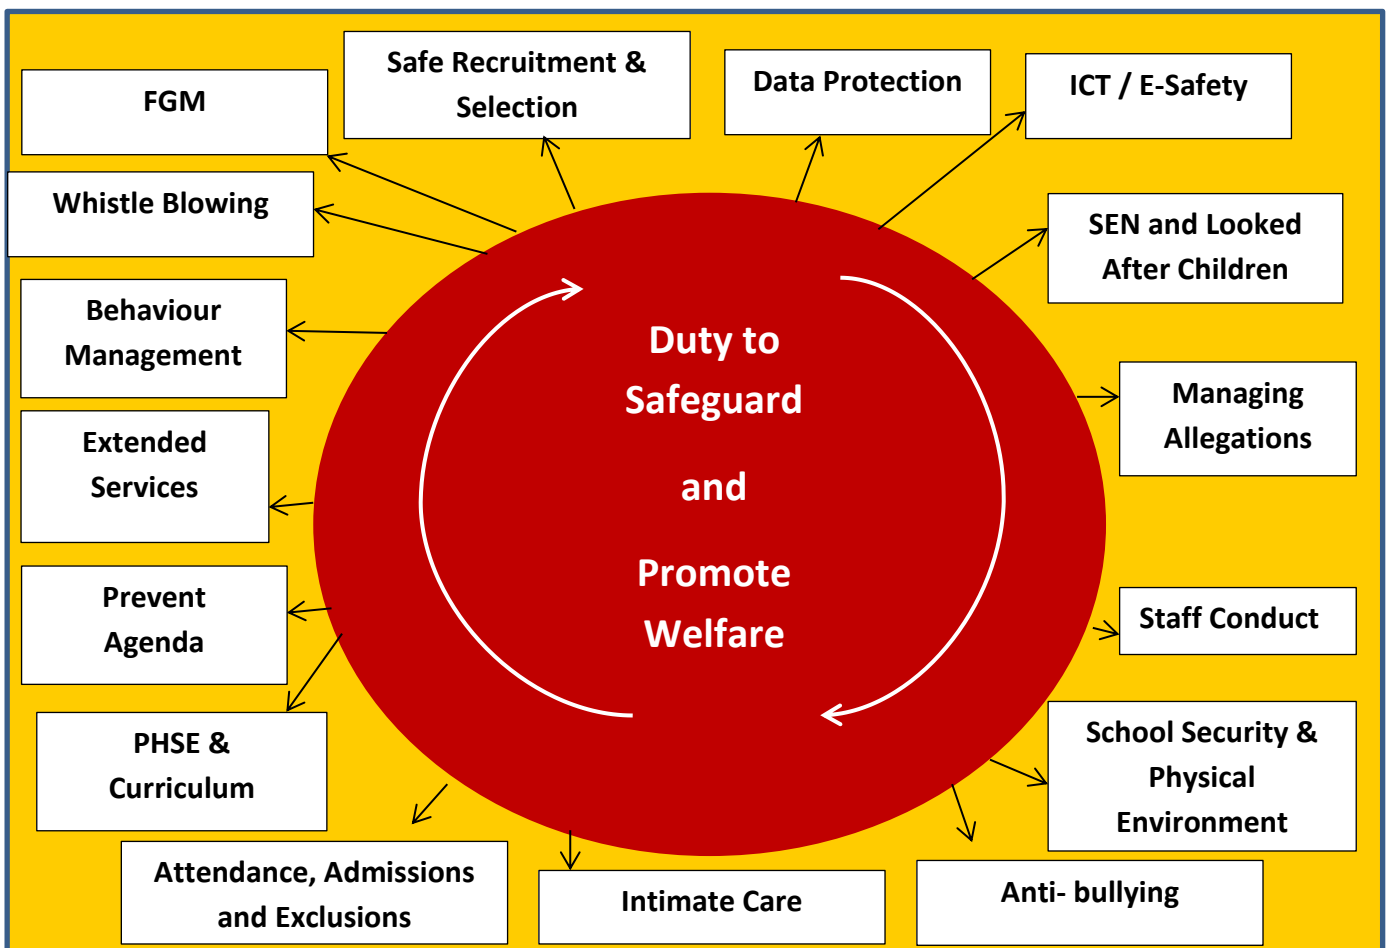 Safe Recruitment &
Selection
Data Protection
ICT / E-Safety
FGM
Whistle Blowing
SEN and Looked
After Children
Behaviour
Management
Duty to
Safeguard
and
Promote
Welfare
Managing
Allegations
Extended
Services
Prevent
Agenda
Staff Conduct
PHSE &
Curriculum
School Security &
Physical
Environment
Attendance, Admissions
and Exclusions
Intimate Care
Anti- bullying